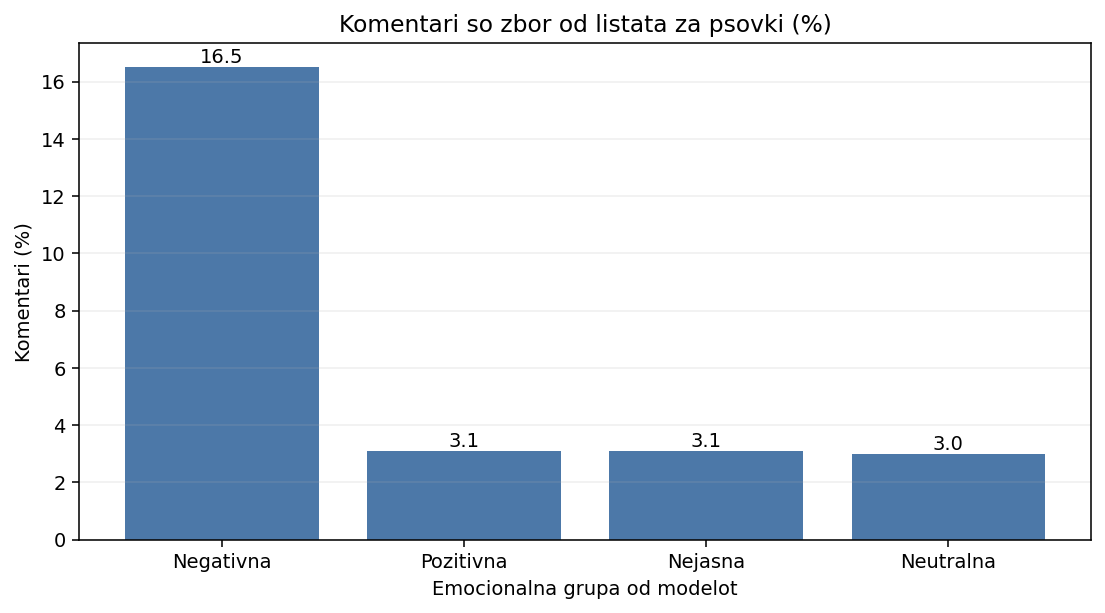 Komentari so zbor od listata za psovki (%)
Komentari (%)
16
14
12
10
8
6
4
2
0
16.5
3.1
3.1
3.0
Negativna
Pozitivna
Nejasna
Neutralna
Emocionalna grupa od modelot